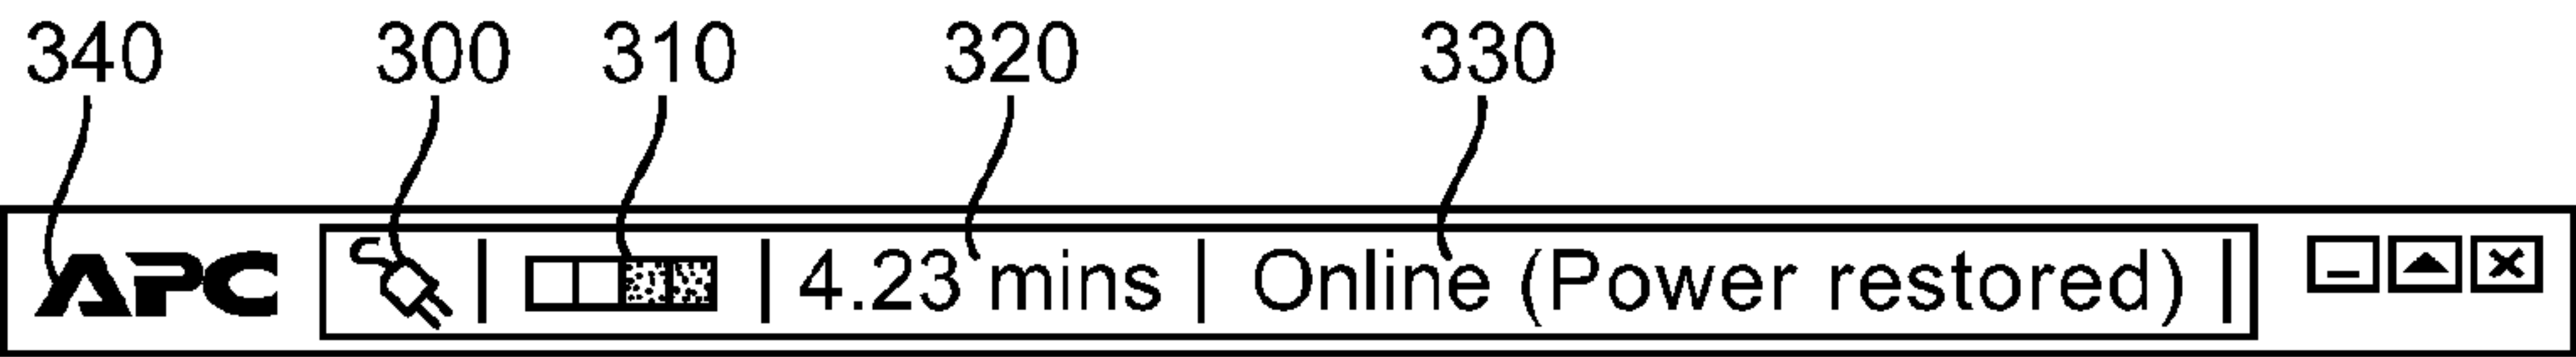 340 300 310 320 330
APC | | 4.23 mins | Online (Power restored) |